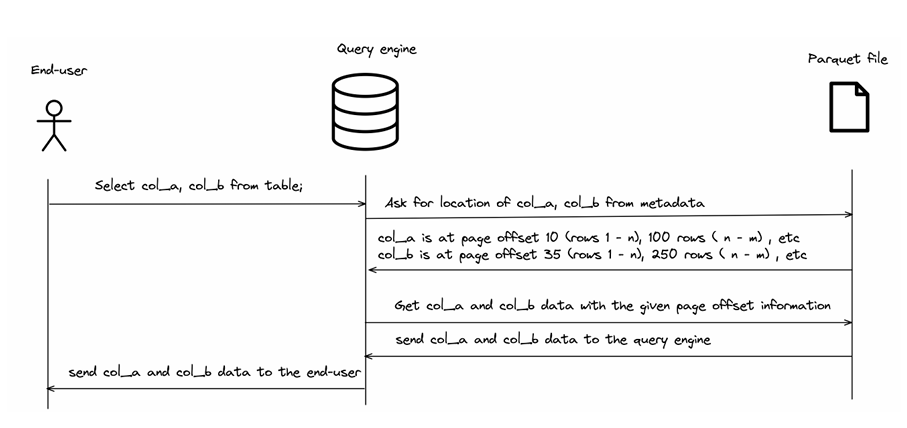 Query engine
End-user
Parquet file
Select col_a, col_b from table;
Ask for location of col_a, col_b from metadata
col_a is at page offset 10 (rows 1 - n), 100 rows ( n - m) , etc
col_b is at page offset 35 (rows 1 - n), 250 rows ( n - m) , etc
Get col_a and col_b data with the given page offset information
send col_a and col_b data to the query engine
send col_a and col_b data to the end-user